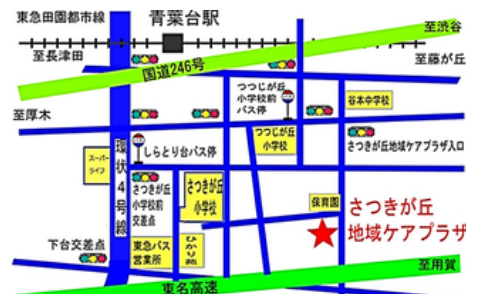 東急田園都市線
青葉台駅
至渋谷
至長津田
国道246号
至藤が丘
つつじが丘
小学校前
バス停
谷本中学校
至厚木
つつじが丘
小学校
さつきが丘地域ケアプラザ入口
環状4号線
しらとり台バス停
スーパー
ライフ
さつきが丘
小学校前
交差点
さつきが丘
小学校
保育園
さつきが丘
地域ケアプラザ
下台交差点
東急バス
営業所
ひかり苑
至用賀
東名高速